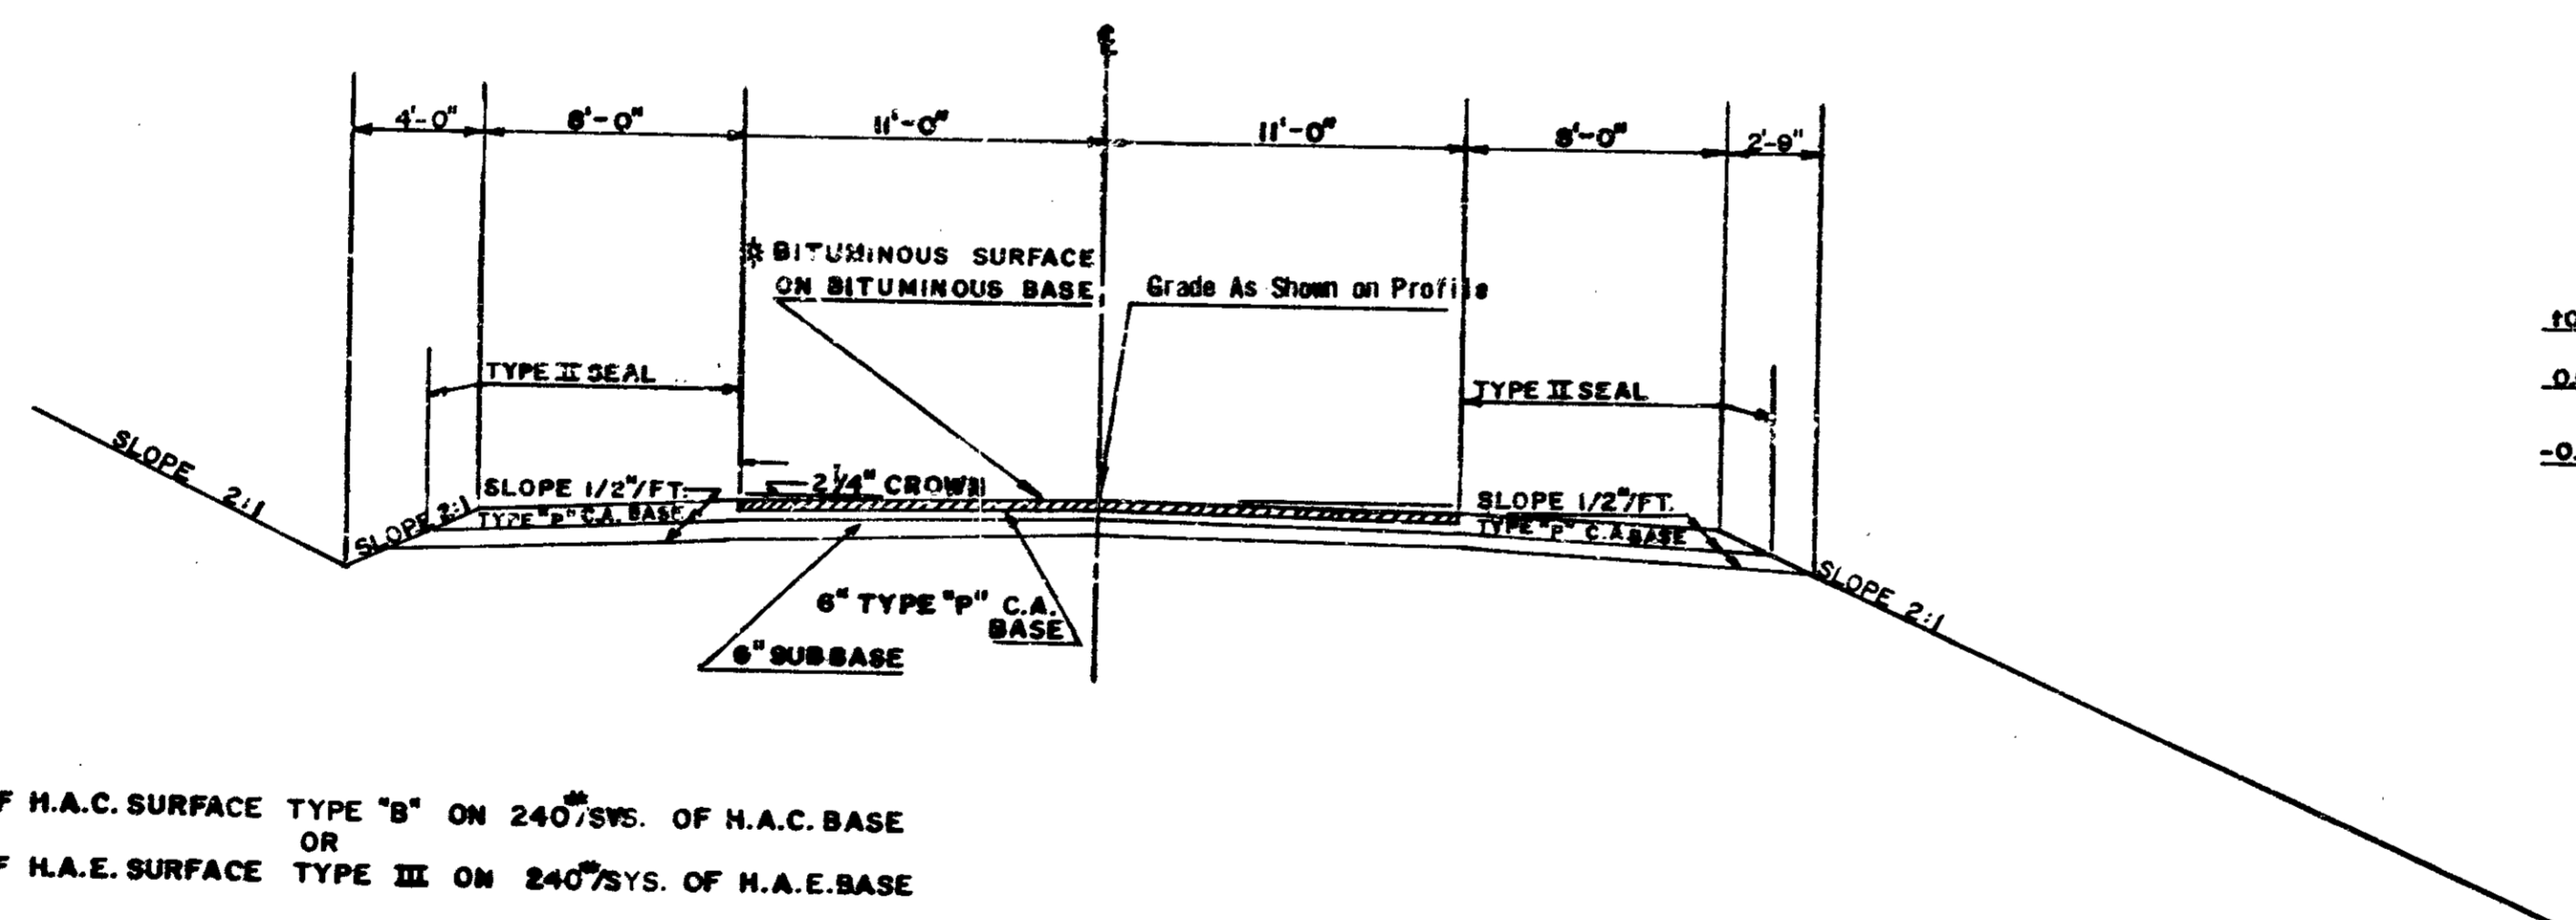 ℄
4'-0" 8'-0" 11'-0" 11'-0" 8'-0" 2'-9"
* BITUMINOUS SURFACE
ON BITUMINOUS BASE
Grade As Shown on Profile
TYPE II SEAL
TYPE II SEAL
SLOPE 2:1
SLOPE 2:1
SLOPE 1/2"/FT.
TYPE "P" C.A. BASE
2 1/4" CROWN
SLOPE 1/2"/FT.
TYPE "P" C.A. BASE
SLOPE 2:1
6" TYPE "P" C.A.
BASE
6" SUBBASE
H.A.C. SURFACE TYPE "B" ON 240#/SYS. OF H.A.C. BASE
OR
H.A.E. SURFACE TYPE III ON 240#/SYS. OF H.A.E. BASE